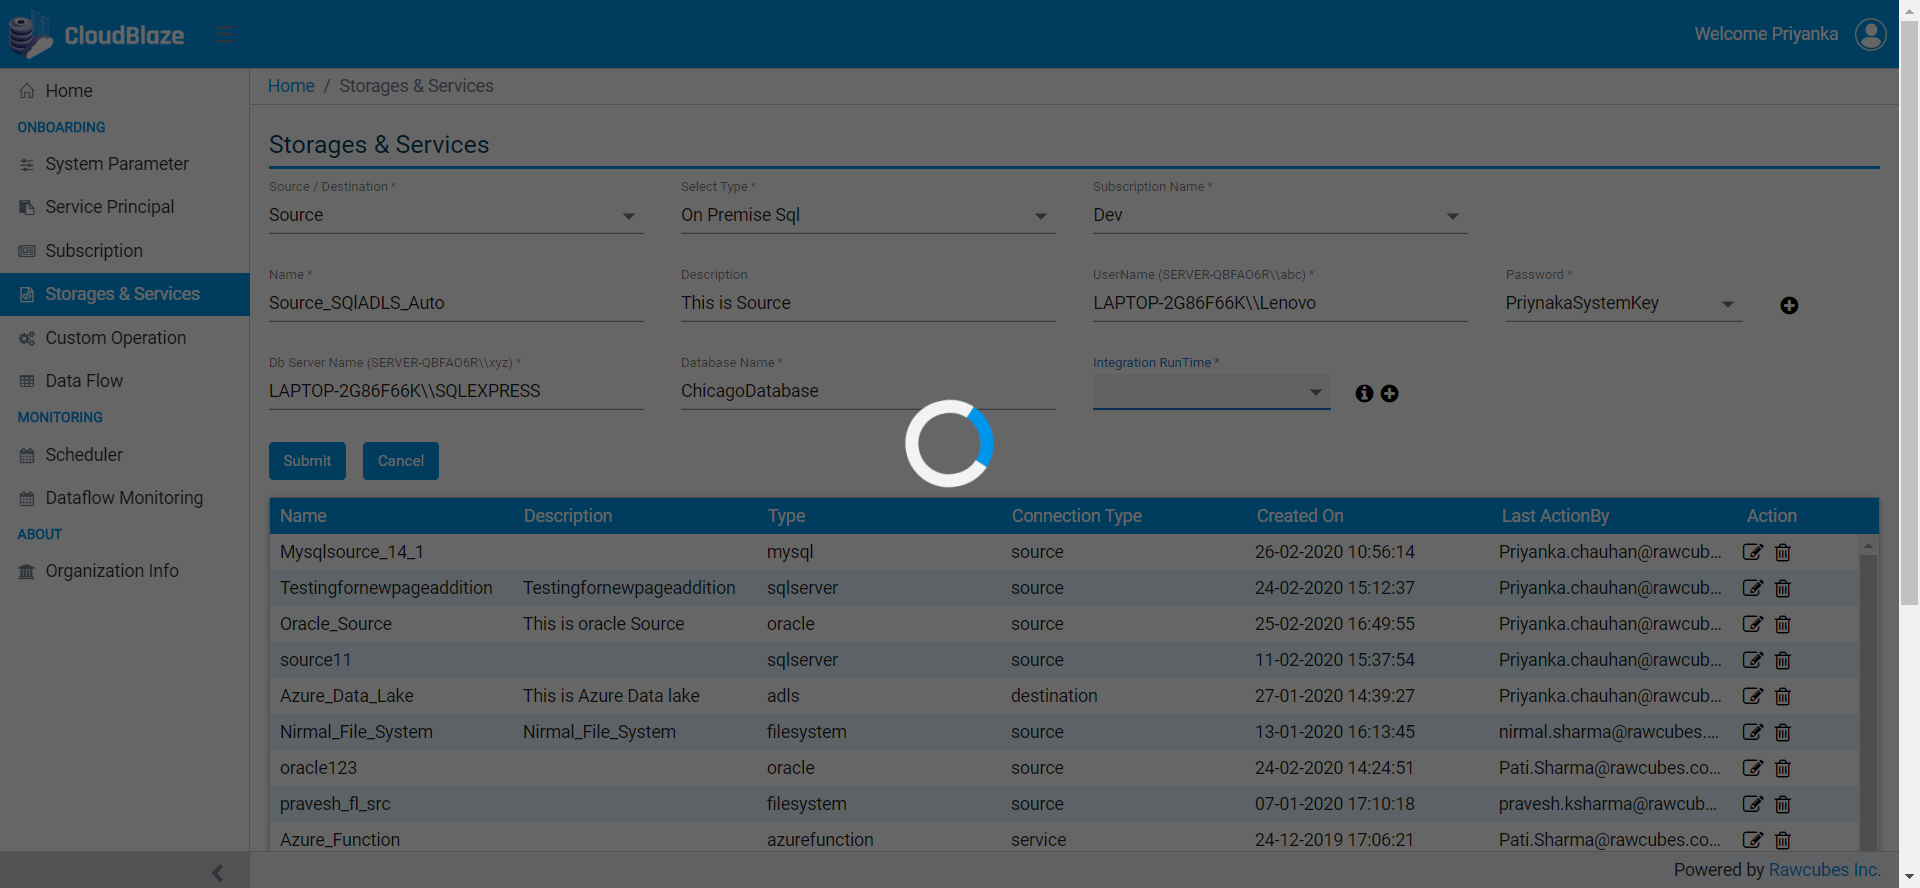 CloudBlaze
Welcome Priyanka
Home
ONBOARDING
System Parameter
Service Principal
Subscription
Storages & Services
Custom Operation
Data Flow
MONITORING
Scheduler
Dataflow Monitoring
ABOUT
Organization Info
Home / Storages & Services
Storages & Services
Source / Destination * Select Type * Subscription Name *
Source On Premise Sql Dev
Name * Description UserName (SERVER-QBFAO6R\\abc) * Password *
Source_SQlADLS_Auto This is Source LAPTOP-2G86F66K\\Lenovo PriynakaSystemKey
Db Server Name (SERVER-QBFAO6R\\xyz) * Database Name * Integration RunTime *
LAPTOP-2G86F66K\\SQLEXPRESS ChicagoDatabase
Submit Cancel
Name Description Type Connection Type Created On Last ActionBy Action
Mysqlsource_14_1 mysql source 26-02-2020 10:56:14 Priyanka.chauhan@rawcub...
Testingfornewpageaddition Testingfornewpageaddition sqlserver source 24-02-2020 15:12:37 Priyanka.chauhan@rawcub...
Oracle_Source This is oracle Source oracle source 25-02-2020 16:49:55 Priyanka.chauhan@rawcub...
source11 sqlserver source 11-02-2020 15:37:54 Priyanka.chauhan@rawcub...
Azure_Data_Lake This is Azure Data lake adls destination 27-01-2020 14:39:27 Priyanka.chauhan@rawcub...
Nirmal_File_System Nirmal_File_System filesystem source 13-01-2020 16:13:45 nirmal.sharma@rawcubes....
oracle123 oracle source 24-02-2020 14:24:51 Pati.Sharma@rawcubes.co...
pravesh_fl_src filesystem source 07-01-2020 17:10:18 pravesh.ksharma@rawcub...
Azure_Function azurefunction service 24-12-2019 17:06:21 Pati.Sharma@rawcubes.co...
Powered by Rawcubes Inc.